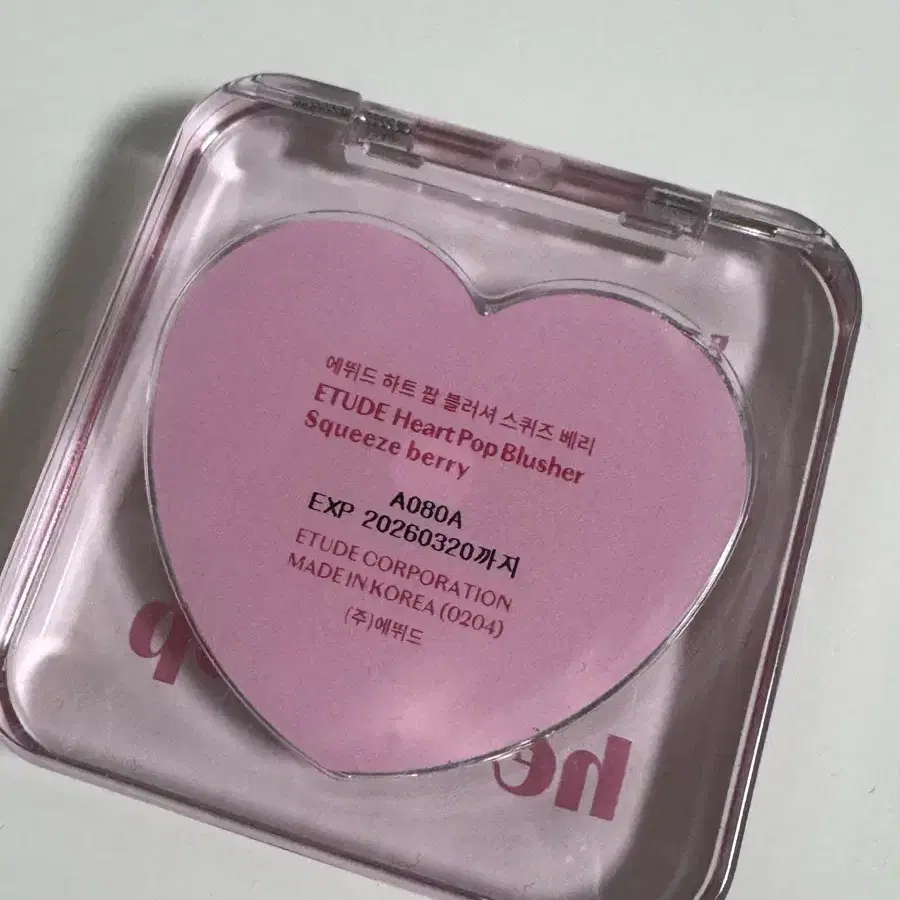 에뛰드 하트 팝 블러셔 스퀴즈 베리
ETUDE Heart Pop Blusher
Squeeze berry
A080A
EXP 20260320까지
ETUDE CORPORATION
MADE IN KOREA (0204)
(주)에뛰드